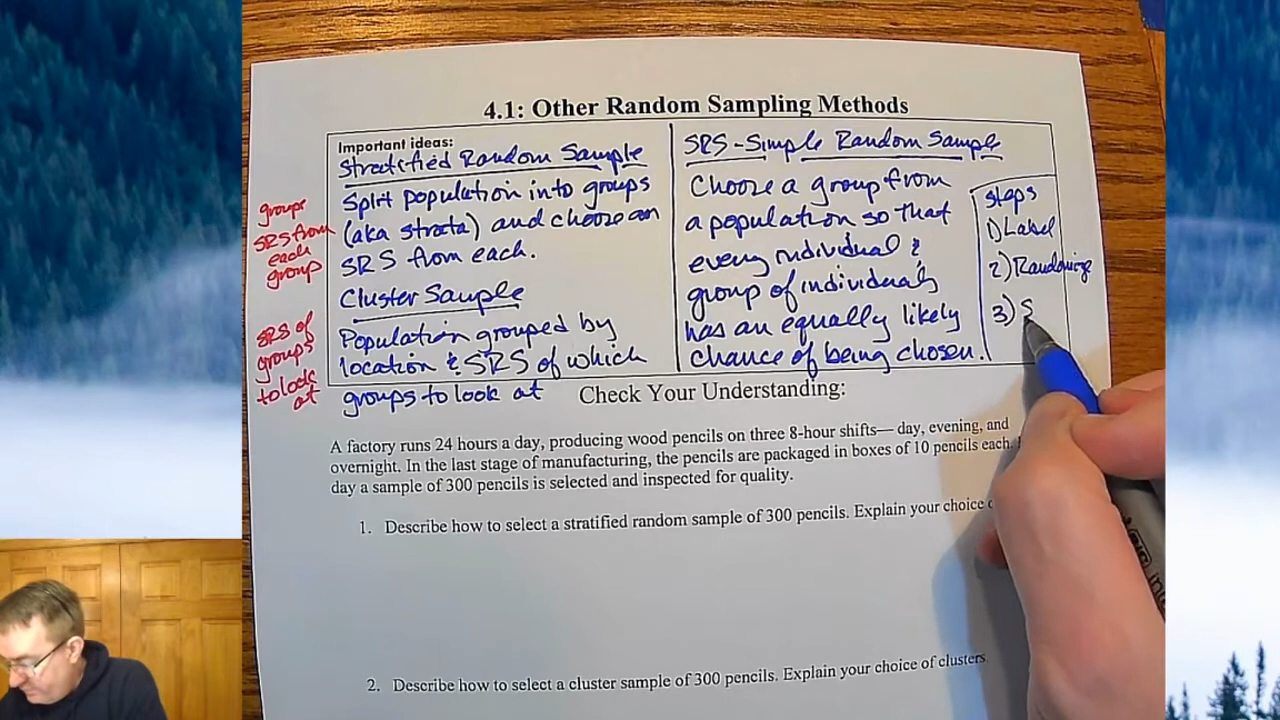 4.1: Other Random Sampling Methods
Important ideas:
Stratified Random Sample
Split population into groups
(aka strata) and choose an
SRS from each.
Cluster Sample
Population grouped by
location & SRS of which
groups to look at
groups
SRS from
each
group
SRS of
groups
to look
at
SRS - Simple Random Sample
Choose a group from
a population so that
every individual &
group of individuals
has an equally likely
chance of being chosen.
Steps
1) Label
2) Randomize
3) S
Check Your Understanding:
A factory runs 24 hours a day, producing wood pencils on three 8-hour shifts— day, evening, and
overnight. In the last stage of manufacturing, the pencils are packaged in boxes of 10 pencils each.
day a sample of 300 pencils is selected and inspected for quality.
1. Describe how to select a stratified random sample of 300 pencils. Explain your choice
2. Describe how to select a cluster sample of 300 pencils. Explain your choice of clusters.